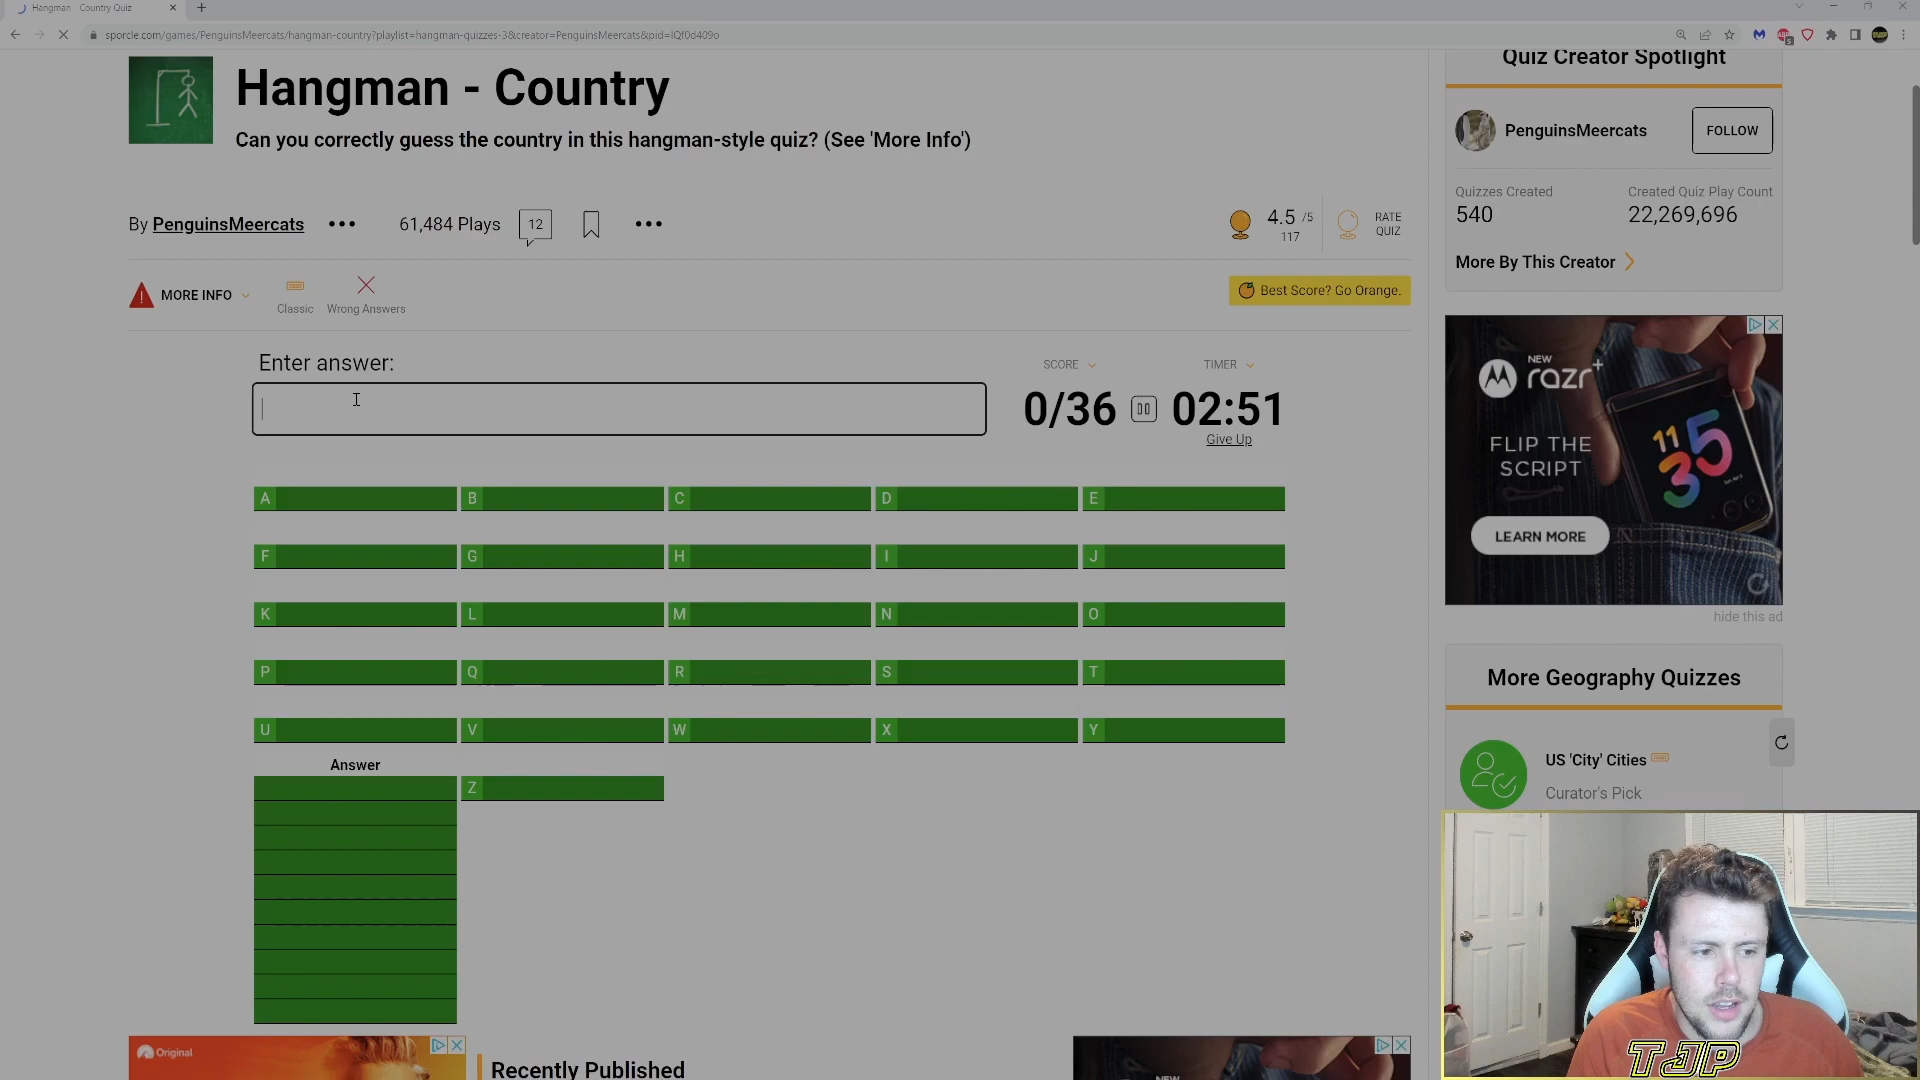 Hangman Country Quiz
sporcle.com/games/PenguinsMeercats/hangman-country?playlist=hangman-quizzes-3&creator=PenguinsMeercats&pid=lQf0d409o
Hangman - Country
Can you correctly guess the country in this hangman-style quiz? (See 'More Info')
By PenguinsMeercats
61,484 Plays
12
4.5 /5
117
RATE
QUIZ
MORE INFO
Classic
Wrong Answers
Best Score? Go Orange.
Enter answer:
SCORE
TIMER
0/36
02:51
Give Up
A B C D E
F G H I J
K L M N O
P Q R S T
U V W X Y
Answer
Z
Original
Recently Published
NEW
Quiz Creator Spotlight
PenguinsMeercats
FOLLOW
Quizzes Created
Created Quiz Play Count
540
22,269,696
More By This Creator
NEW
razr+
11
35
FLIP THE
SCRIPT
LEARN MORE
hide this ad
More Geography Quizzes
US 'City' Cities
Curator's Pick
TJP